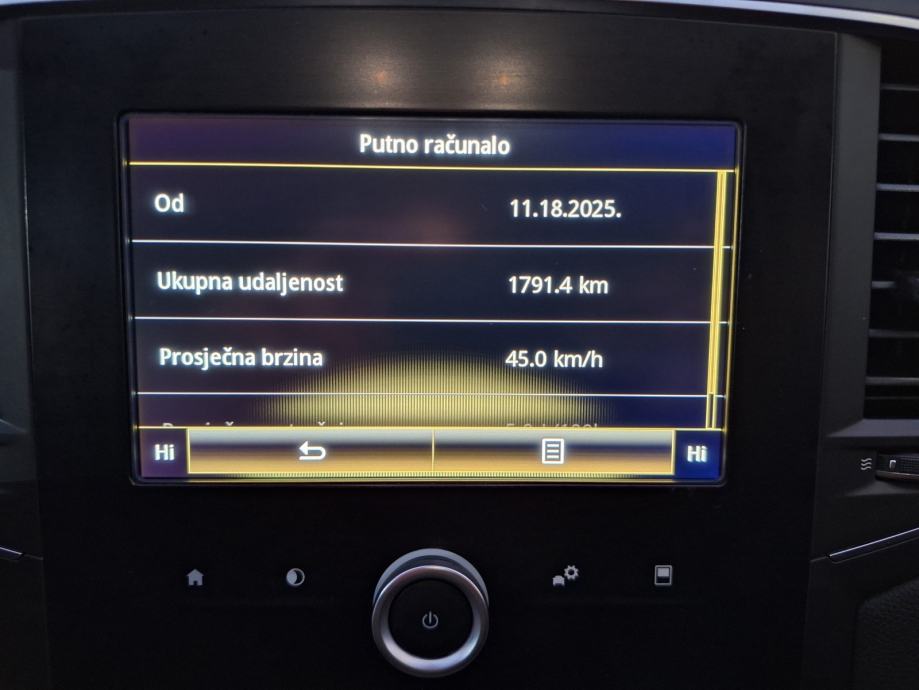 Putno računalo
Od 11.18.2025.
Ukupna udaljenost 1791.4 km
Prosječna brzina 45.0 km/h
Hi Hi